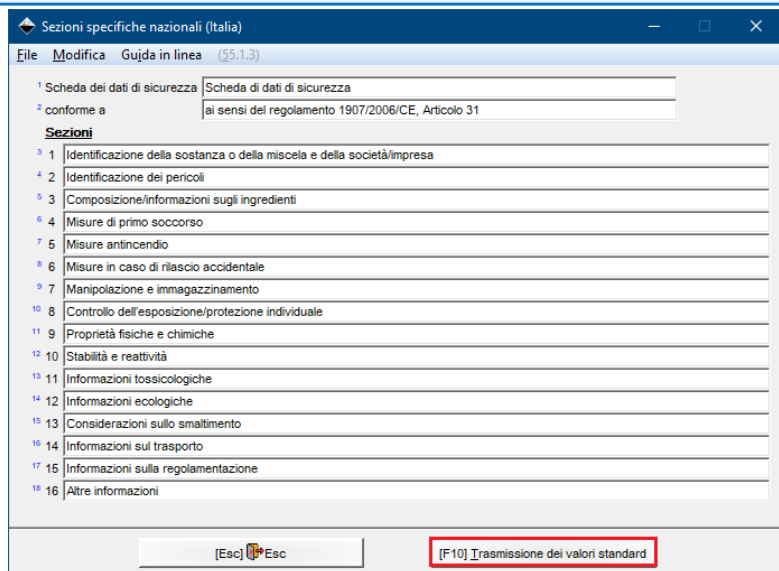 Sezioni specifiche nazionali (Italia)
File Modifica Guida in linea (55.1.3)
1 Scheda dei dati di sicurezza Scheda di dati di sicurezza
2 conforme a ai sensi del regolamento 1907/2006/CE, Articolo 31
Sezioni
3 1 Identificazione della sostanza o della miscela e della società/impresa
4 2 Identificazione dei pericoli
5 3 Composizione/informazioni sugli ingredienti
6 4 Misure di primo soccorso
7 5 Misure antincendio
8 6 Misure in caso di rilascio accidentale
9 7 Manipolazione e immagazzinamento
10 8 Controllo dell'esposizione/protezione individuale
11 9 Proprietà fisiche e chimiche
12 10 Stabilità e reattività
13 11 Informazioni tossicologiche
14 12 Informazioni ecologiche
15 13 Considerazioni sullo smaltimento
16 14 Informazioni sul trasporto
17 15 Informazioni sulla regolamentazione
18 16 Altre informazioni
[Esc] Esc [F10] Trasmissione dei valori standard